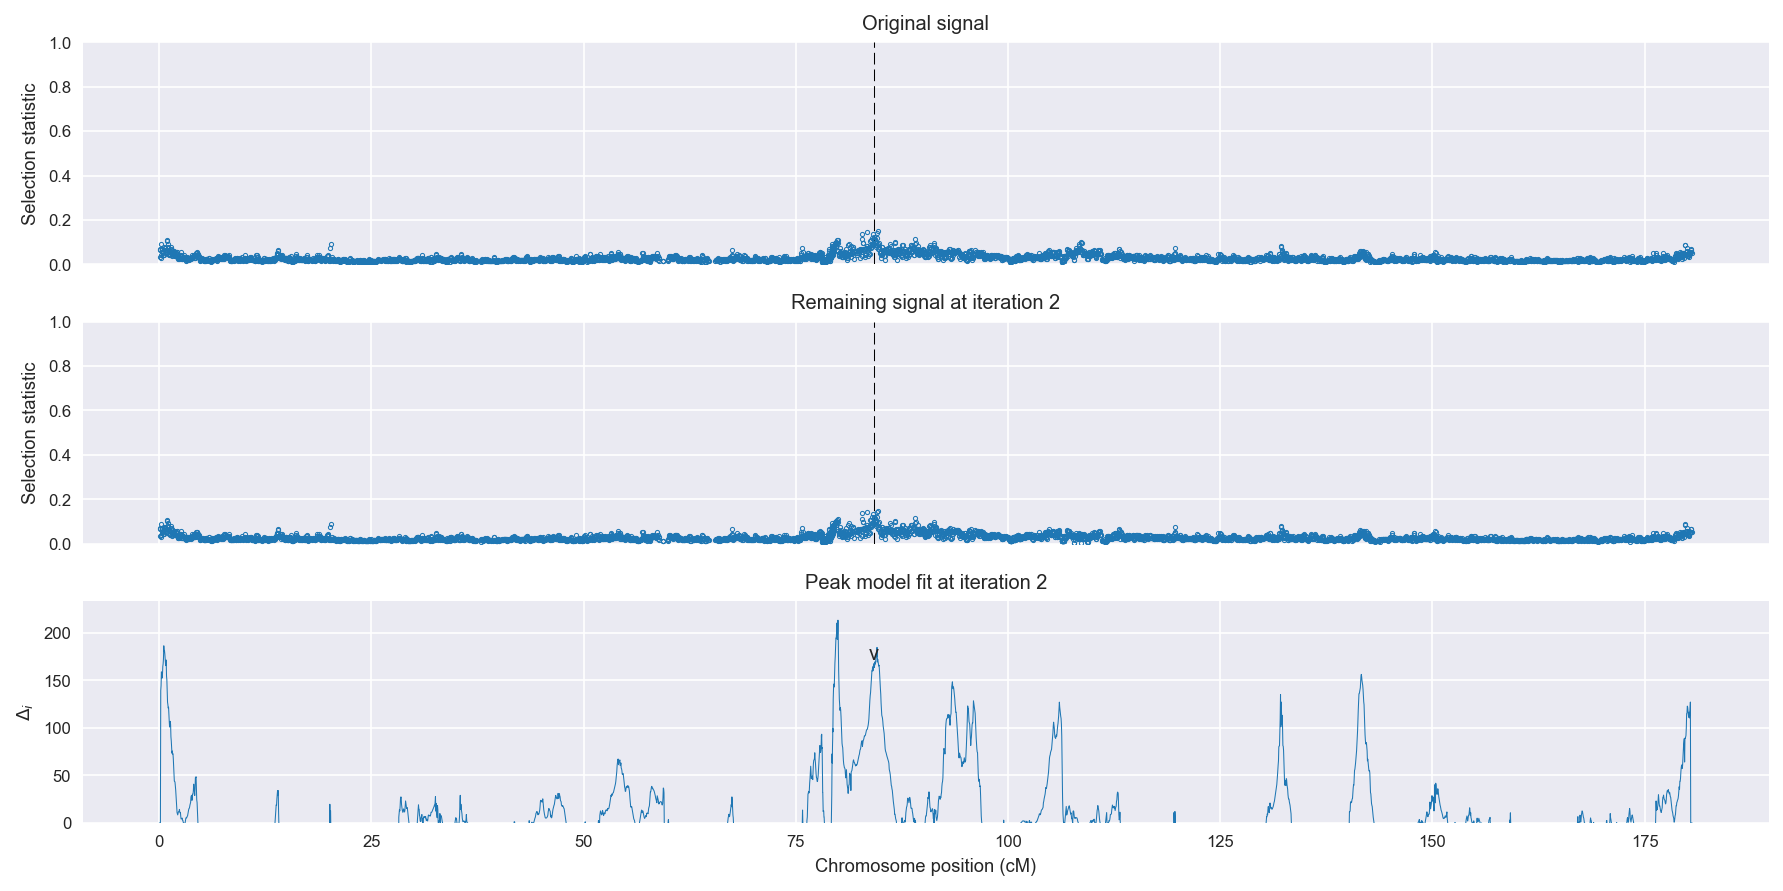 Original signal
1.0
0.8
0.6
0.4
0.2
0.0
Selection statistic
Remaining signal at iteration 2
1.0
0.8
0.6
0.4
0.2
0.0
Selection statistic
Peak model fit at iteration 2
200
150
100
50
0
Δi
v
0 25 50 75 100 125 150 175
Chromosome position (cM)